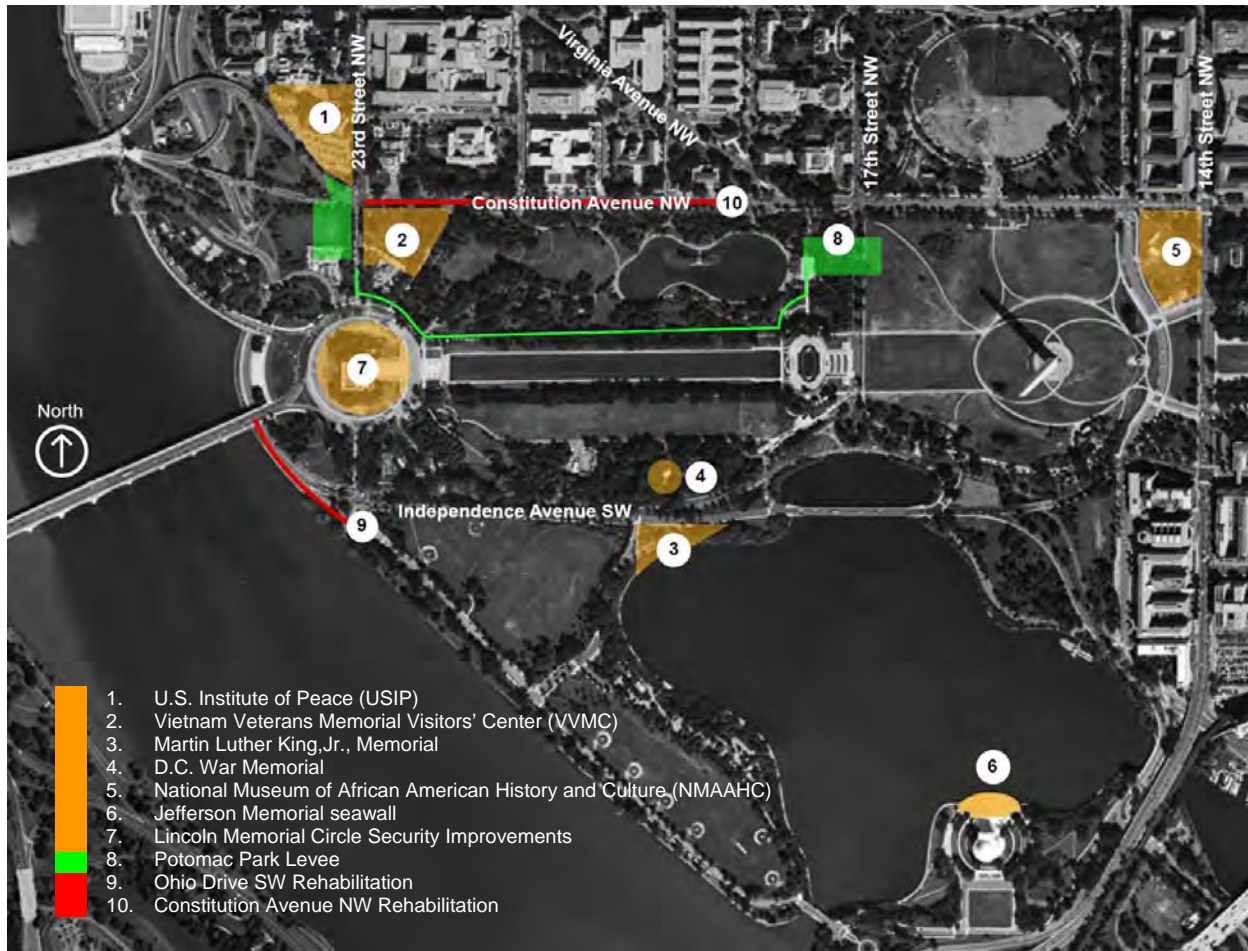 Virginia Avenue NW
23rd Street NW
17th Street NW
14th Street NW
1
Constitution Avenue NW
10
2
8
5
7
North
4
Independence Avenue SW
9
3
6
1. U.S. Institute of Peace (USIP)
2. Vietnam Veterans Memorial Visitors’ Center (VVMC)
3. Martin Luther King,Jr., Memorial
4. D.C. War Memorial
5. National Museum of African American History and Culture (NMAAHC)
6. Jefferson Memorial seawall
7. Lincoln Memorial Circle Security Improvements
8. Potomac Park Levee
9. Ohio Drive SW Rehabilitation
10. Constitution Avenue NW Rehabilitation